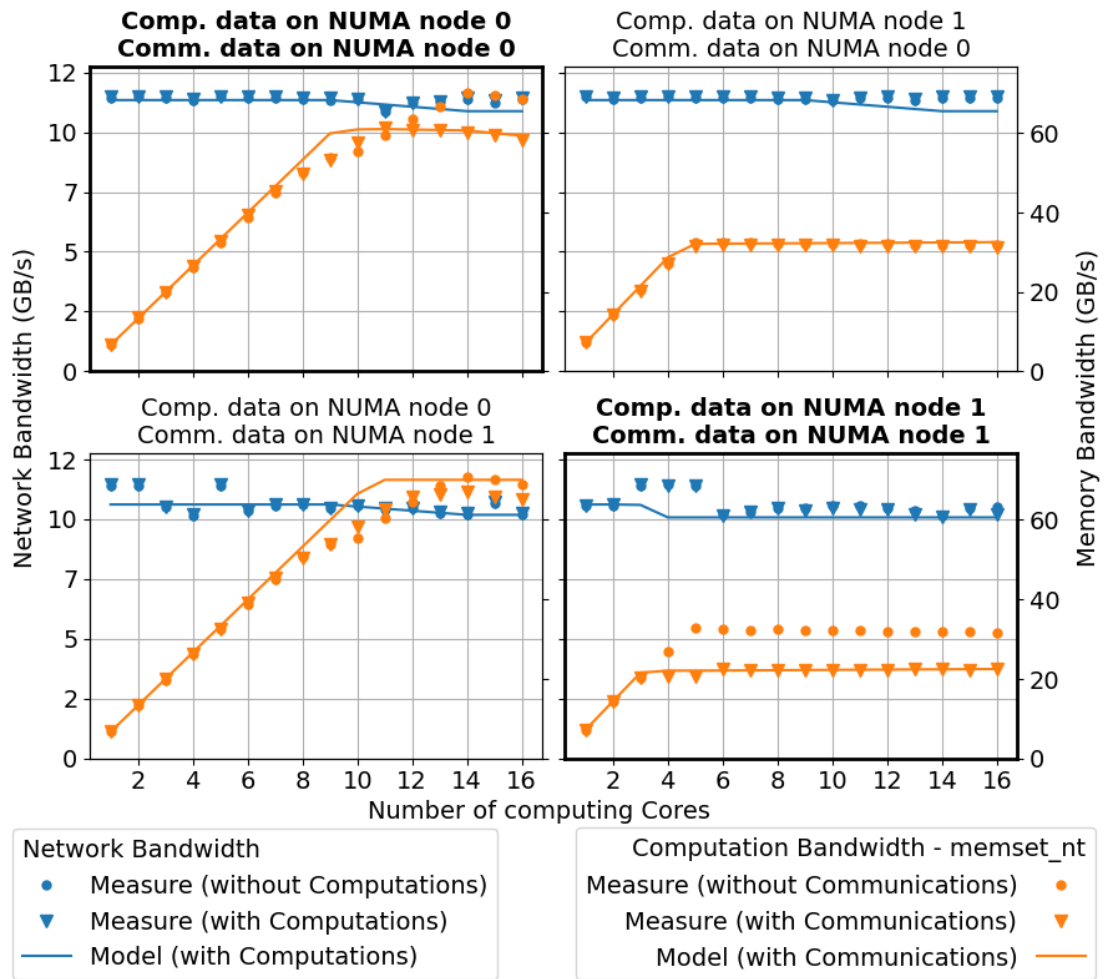 Comp. data on NUMA node 0
Comm. data on NUMA node 0
Comp. data on NUMA node 1
Comm. data on NUMA node 0
12
10
7
5
2
0
60
40
20
0
Comp. data on NUMA node 0
Comm. data on NUMA node 1
Comp. data on NUMA node 1
Comm. data on NUMA node 1
12
10
7
5
2
0
60
40
20
0
2 4 6 8 10 12 14 16
2 4 6 8 10 12 14 16
Network Bandwidth (GB/s)
Memory Bandwidth (GB/s)
Number of computing Cores
Network Bandwidth
Measure (without Computations)
Measure (with Computations)
Model (with Computations)
Computation Bandwidth - memset_nt
Measure (without Communications)
Measure (with Communications)
Model (with Communications)